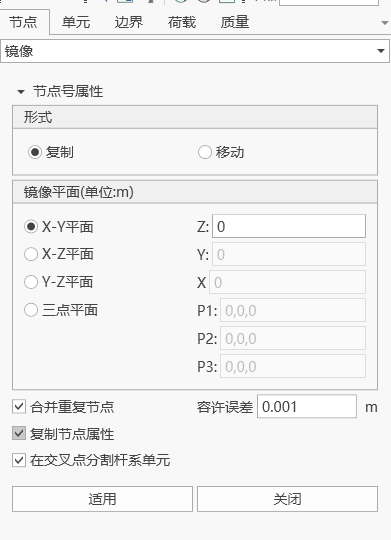 节点 单元 边界 荷载 质量
镜像
节点号属性
形式
复制 移动
镜像平面(单位:m)
X-Y平面 Z: 0
X-Z平面 Y: 0
Y-Z平面 X 0
三点平面 P1: 0,0,0
P2: 0,0,0
P3: 0,0,0
合并重复节点 容许误差 0.001 m
复制节点属性
在交叉点分割杆系单元
适用 关闭